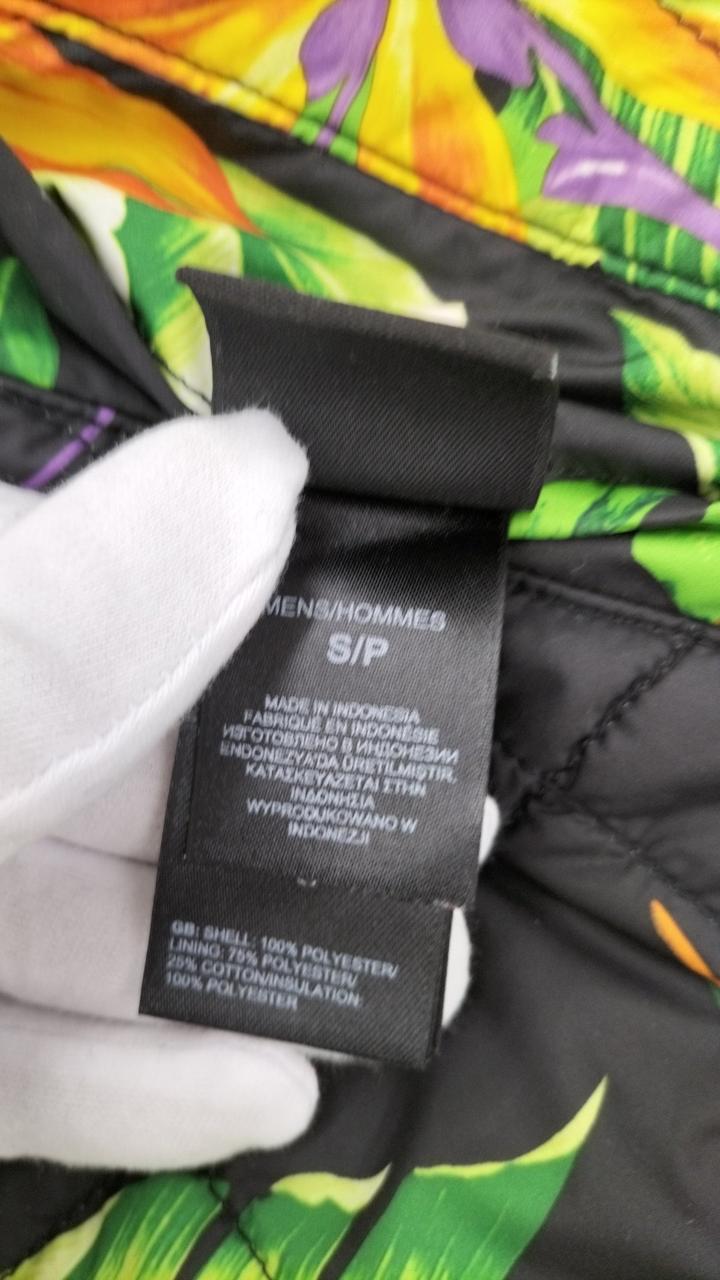 MENS/HOMMES
S/P
MADE IN INDONESIA
FABRIQUÉ EN INDONÉSIE
ИЗГОТОВЛЕНО В ИНДОНЕЗИИ
ENDONEZYA'DA ÜRETILMIŞTIR.
ΚΑΤΑΣΚΕΥΑΖΕΤΑΙ ΣΤΗΝ
ΙΝΔΟΝΗΣΙΑ
WYPRODUKOWANO W
INDONEZJI
GB: SHELL: 100% POLYESTER/
LINING: 75% POLYESTER/
25% COTTON/INSULATION:
100% POLYESTER